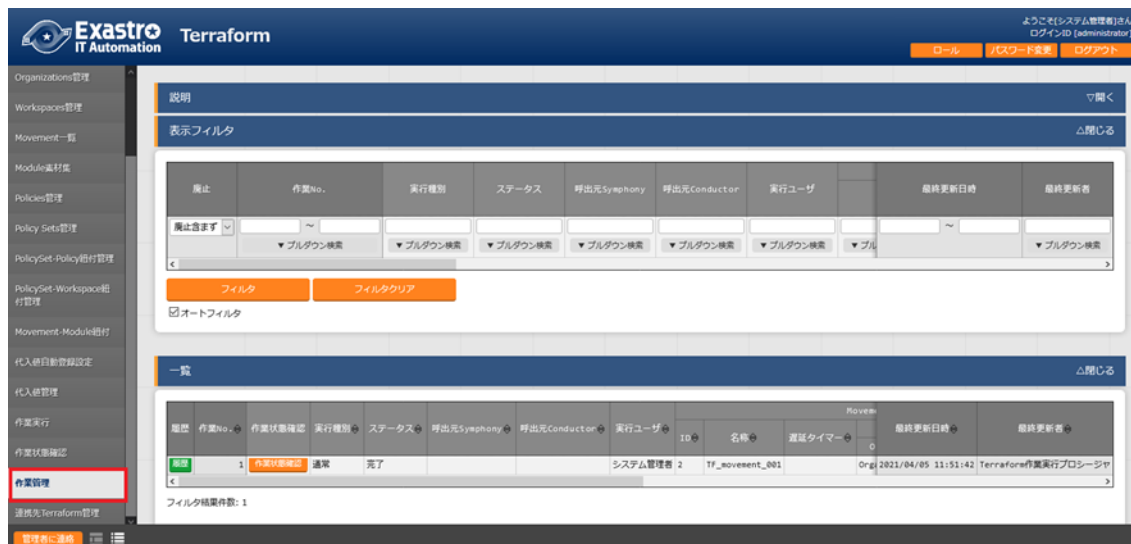 Exastro
IT Automation
Terraform
ようこそ[システム管理者]さん
ログインID [administrator]
ロール
パスワード変更
ログアウト
Organizations管理
Workspaces管理
Movement一覧
Module素材集
Policies管理
Policy Sets管理
PolicySet-Policy紐付管理
PolicySet-Workspace紐
付管理
Movement-Module紐付
代入値自動登録設定
代入値管理
作業実行
作業状態確認
作業管理
連携先Terraform管理
管理者に連絡
説明
▽開く
表示フィルタ
△閉じる
廃止 作業No. 実行種別 ステータス 呼出元Symphony 呼出元Conductor 実行ユーザ 最終更新日時 最終更新者
廃止含まず ～ ～
▼プルダウン検索 ▼プルダウン検索 ▼プルダウン検索 ▼プルダウン検索 ▼プルダウン検索 ▼プルダウン検索 ▼プル ▼プルダウン検索
フィルタ
フィルタクリア
オートフィルタ
一覧
△閉じる
Movem
履歴 作業No. 作業状態確認 実行種別 ステータス 呼出元Symphony 呼出元Conductor 実行ユーザ ID 名称 遅延タイマー O 最終更新日時 最終更新者
履歴 1 作業状態確認 通常 完了 システム管理者 2 TF_movement_001 Org 2021/04/05 11:51:42 Terraform作業実行プロシージャ
フィルタ結果件数: 1